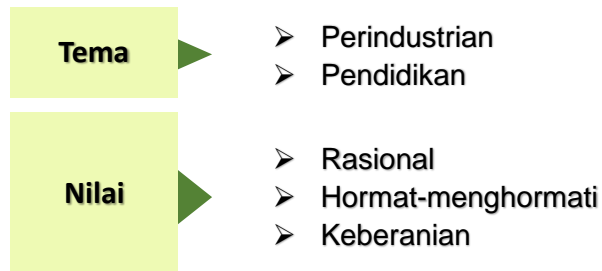 Tema
➢ Perindustrian
➢ Pendidikan
Nilai
➢ Rasional
➢ Hormat-menghormati
➢ Keberanian